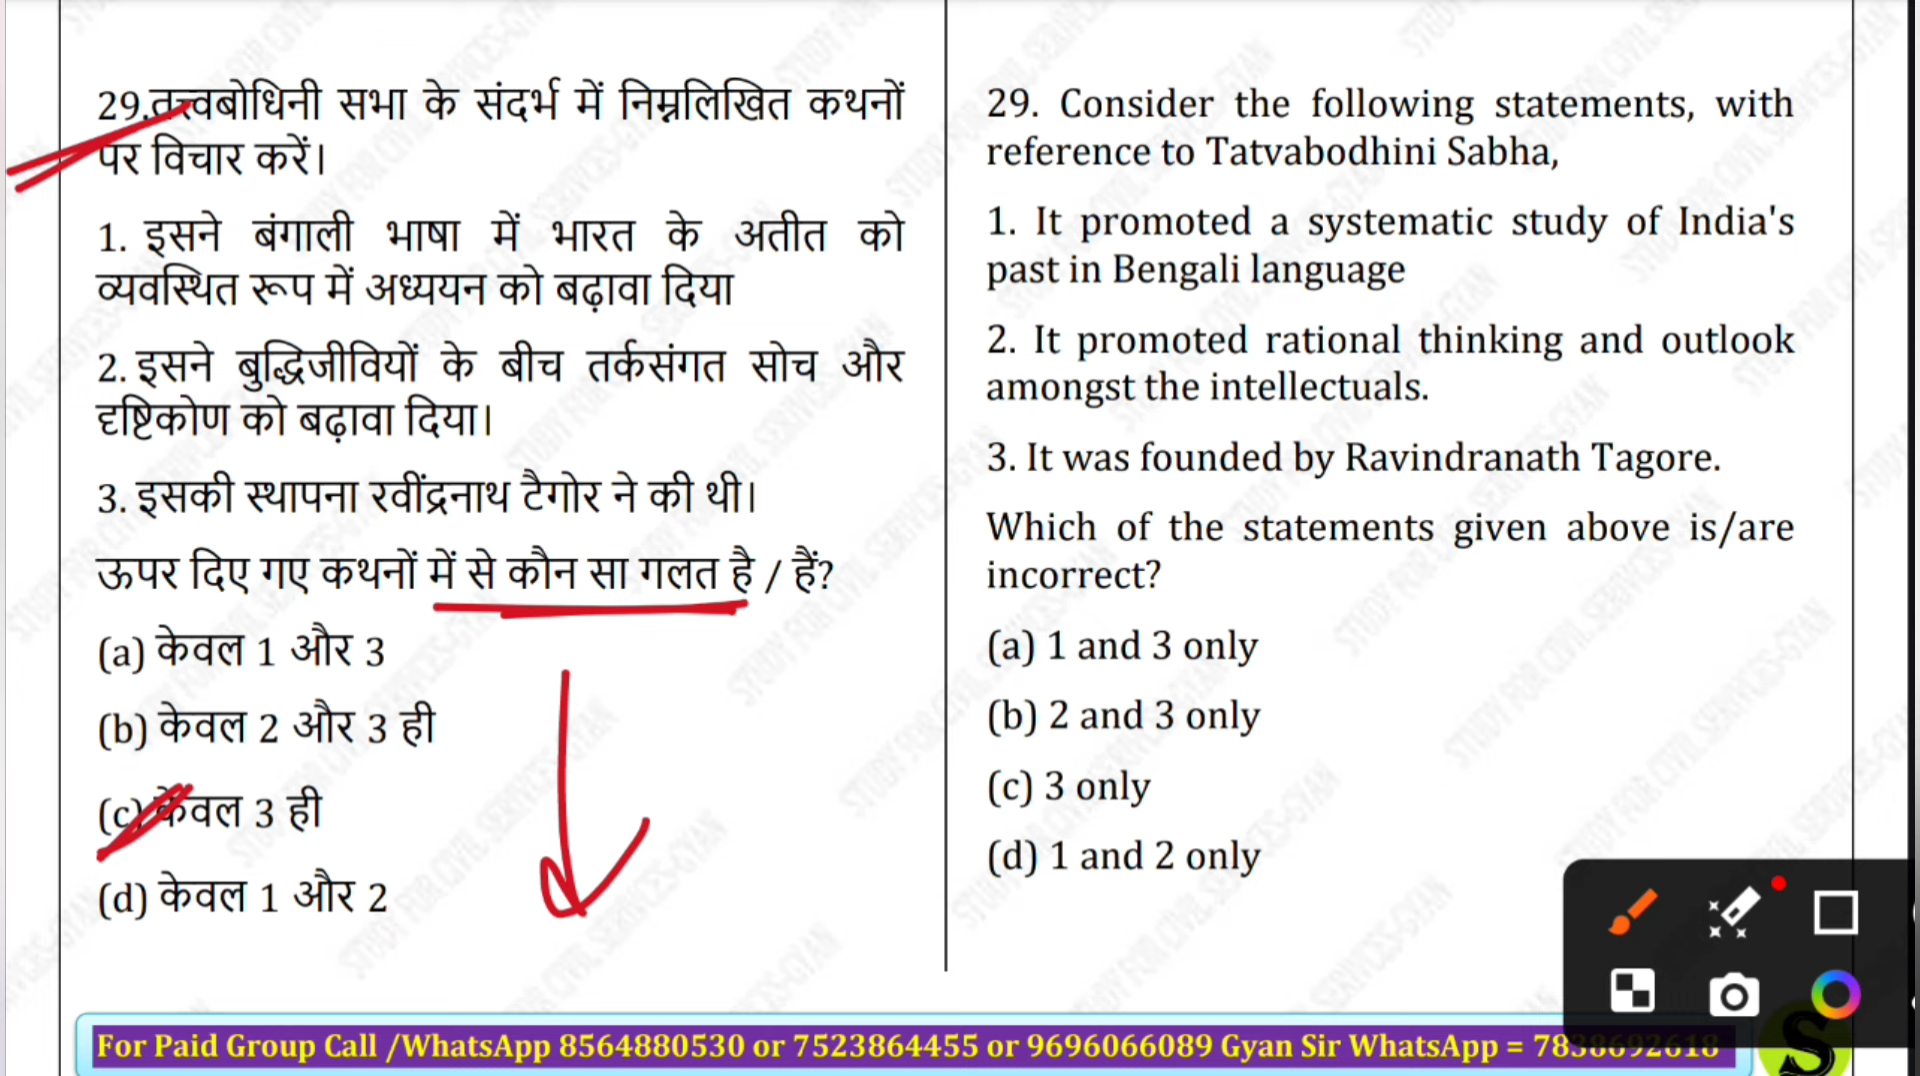 29.तत्त्वबोधिनी सभा के संदर्भ में निम्नलिखित कथनों
पर विचार करें।
1. इसने बंगाली भाषा में भारत के अतीत को
व्यवस्थित रूप में अध्ययन को बढ़ावा दिया
2. इसने बुद्धिजीवियों के बीच तर्कसंगत सोच और
दृष्टिकोण को बढ़ावा दिया।
3. इसकी स्थापना रवींद्रनाथ टैगोर ने की थी।
ऊपर दिए गए कथनों में से कौन सा गलत है / हैं?
(a) केवल 1 और 3
(b) केवल 2 और 3 ही
(c) केवल 3 ही
(d) केवल 1 और 2
29. Consider the following statements, with
reference to Tatvabodhini Sabha,
1. It promoted a systematic study of India's
past in Bengali language
2. It promoted rational thinking and outlook
amongst the intellectuals.
3. It was founded by Ravindranath Tagore.
Which of the statements given above is/are
incorrect?
(a) 1 and 3 only
(b) 2 and 3 only
(c) 3 only
(d) 1 and 2 only
For Paid Group Call /WhatsApp 8564880530 or 7523864455 or 9696066089 Gyan Sir WhatsApp = 7838692618
S
STUDY FOR CIVIL SERIVCES-GYAN